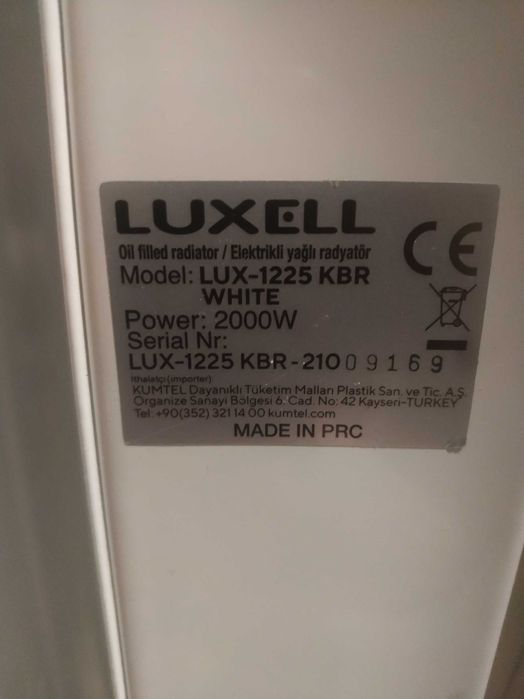 LUXELL
Oil filled radiator / Elektrikli yağlı radyatör
Model: LUX-1225 KBR
WHITE
Power: 2000W
Serial Nr:
LUX-1225 KBR-21009169
Ithalatçı (importer):
KUMTEL Dayanıklı Tüketim Malları Plastik San. ve Tic. A.Ş.
Organize Sanayi Bölgesi 6. Cad. No: 42 Kayseri-TURKEY
Tel: +90(352) 321 14 00 kumtel.com
MADE IN PRC
CE